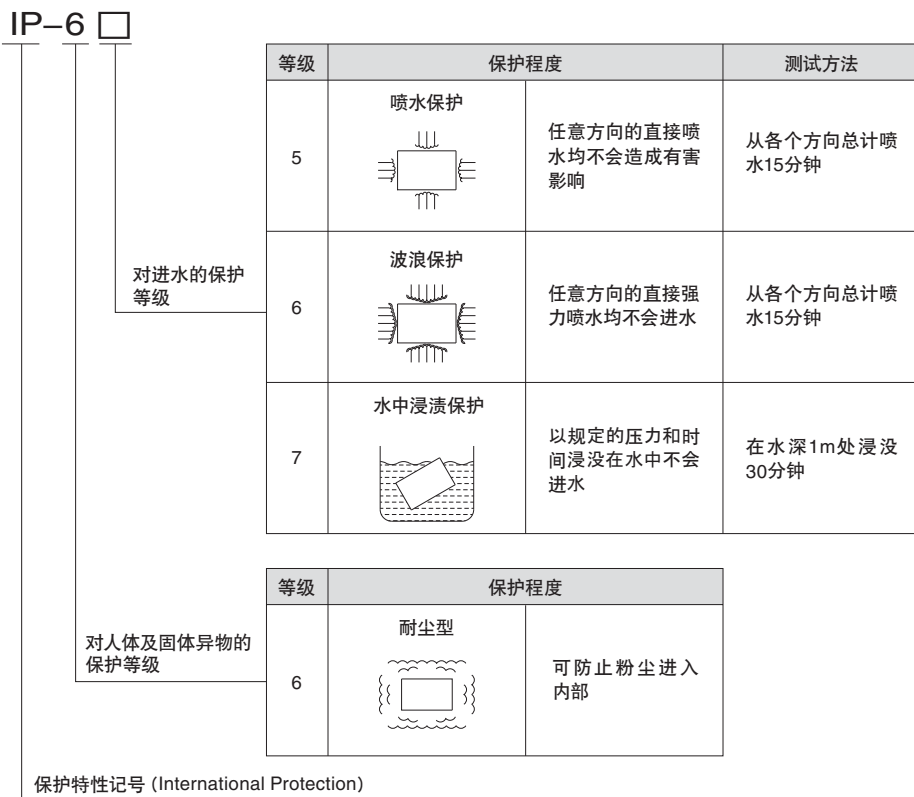 IP–6 □
等级 保护程度 测试方法
喷水保护
5
任意方向的直接喷
水均不会造成有害
影响
从各个方向总计喷
水15分钟
对进水的保护
等级
波浪保护
6
任意方向的直接强
力喷水均不会进水
从各个方向总计喷
水15分钟
水中浸渍保护
7
以规定的压力和时
间浸没在水中不会
进水
在水深1m处浸没
30分钟
等级 保护程度
对人体及固体异物的
保护等级
耐尘型
6
可防止粉尘进入
内部
保护特性记号 (International Protection)